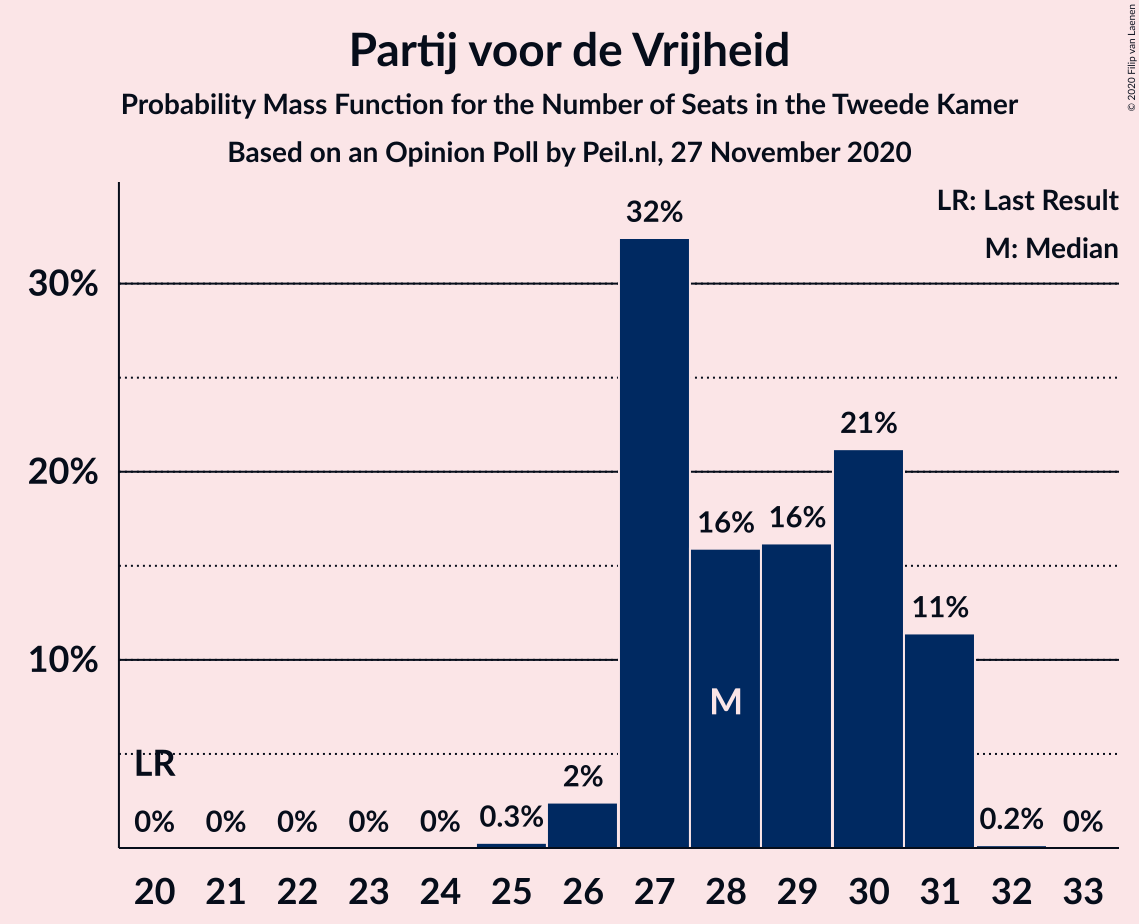 Partij voor de Vrijheid
Probability Mass Function for the Number of Seats in the Tweede Kamer
Based on an Opinion Poll by Peil.nl, 27 November 2020
© 2020 Filip van Laenen
LR: Last Result
M: Median
32%
30%
21%
20%
16% 16%
11%
10%
M
LR
2%
0% 0% 0% 0% 0% 0.3% 0.2% 0%
20 21 22 23 24 25 26 27 28 29 30 31 32 33